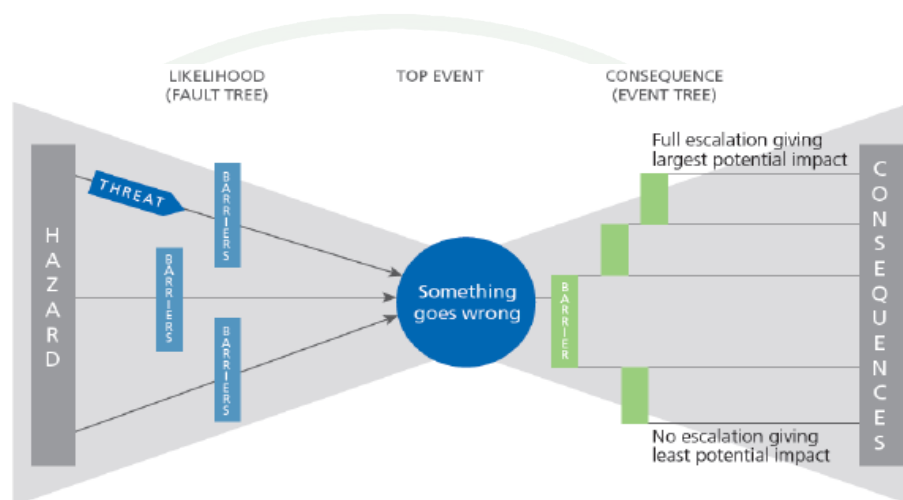 LIKELIHOOD
(FAULT TREE)
TOP EVENT
CONSEQUENCE
(EVENT TREE)
Full escalation giving
largest potential impact
THREAT
BARRIERS
HAZARD
BARRIERS
BARRIERS
Something
goes wrong
BARRIER
CONSEQUENCES
No escalation giving
least potential impact